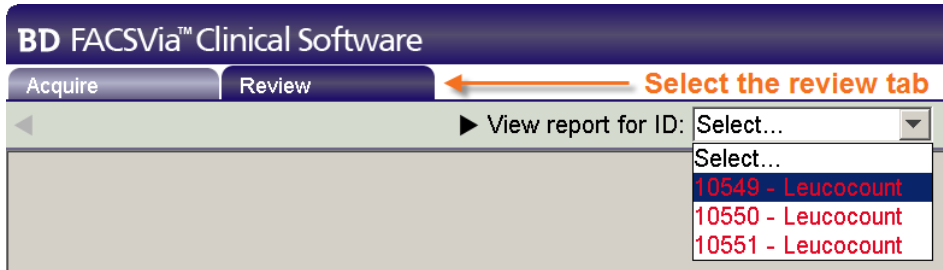 BD FACSVia™ Clinical Software
Acquire Review Select the review tab
View report for ID: Select...
Select...
10549 - Leucocount
10550 - Leucocount
10551 - Leucocount